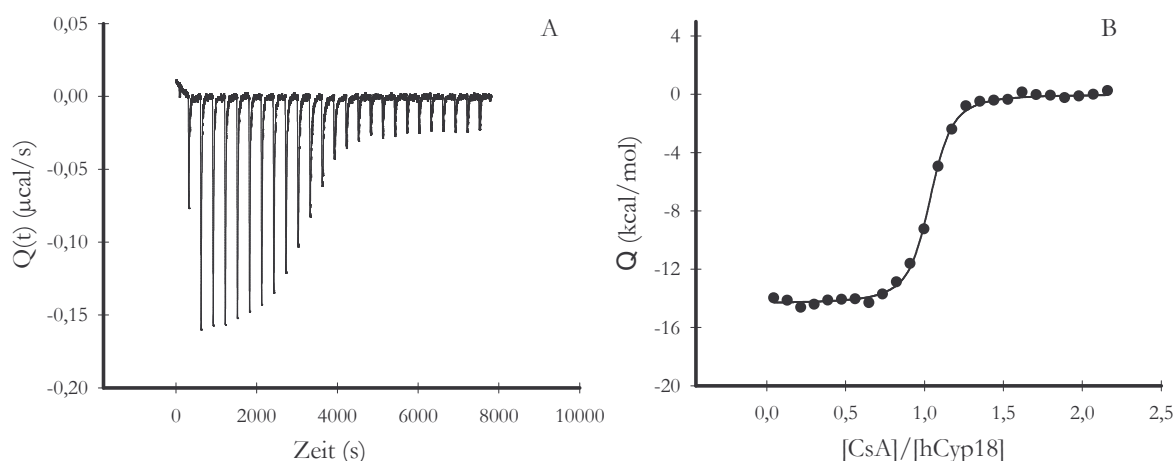 A
0,05
0,00
-0,05
-0,10
-0,15
-0,20
Q(t) (µcal/s)
0 2000 4000 6000 8000 10000
Zeit (s)
B
4
0
-4
-8
-12
-16
-20
Q (kcal/mol)
0,0 0,5 1,0 1,5 2,0 2,5
[CsA]/[hCyp18]